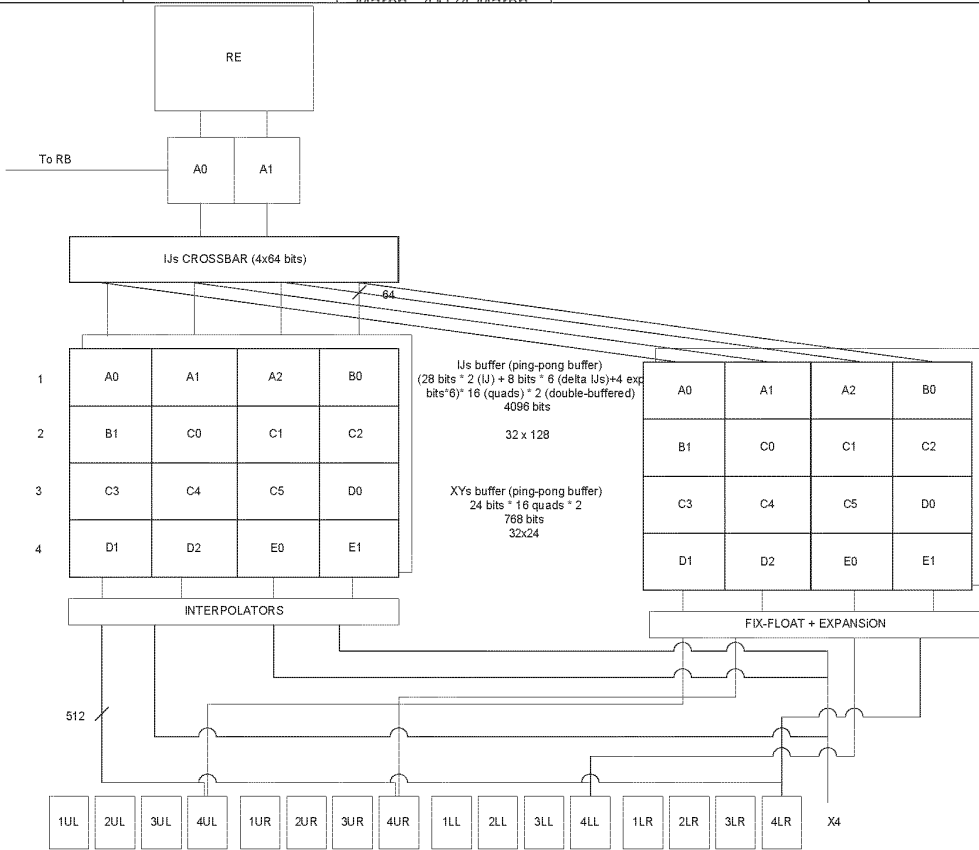 RE
To RB
A0 A1
IJs CROSSBAR (4x64 bits)
64
IJs buffer (ping-pong buffer)
(28 bits * 2 (IJ) + 8 bits * 6 (delta IJs)+4 exp
bits*6)* 16 (quads) * 2 (double-buffered)
4096 bits
32 x 128
XYs buffer (ping-pong buffer)
24 bits * 16 quads * 2
768 bits
32x24
1 A0 A1 A2 B0
2 B1 C0 C1 C2
3 C3 C4 C5 D0
4 D1 D2 E0 E1
A0 A1 A2 B0
B1 C0 C1 C2
C3 C4 C5 D0
D1 D2 E0 E1
INTERPOLATORS
FIX-FLOAT + EXPANSiON
512
1UL 2UL 3UL 4UL 1UR 2UR 3UR 4UR 1LL 2LL 3LL 4LL 1LR 2LR 3LR 4LR X4